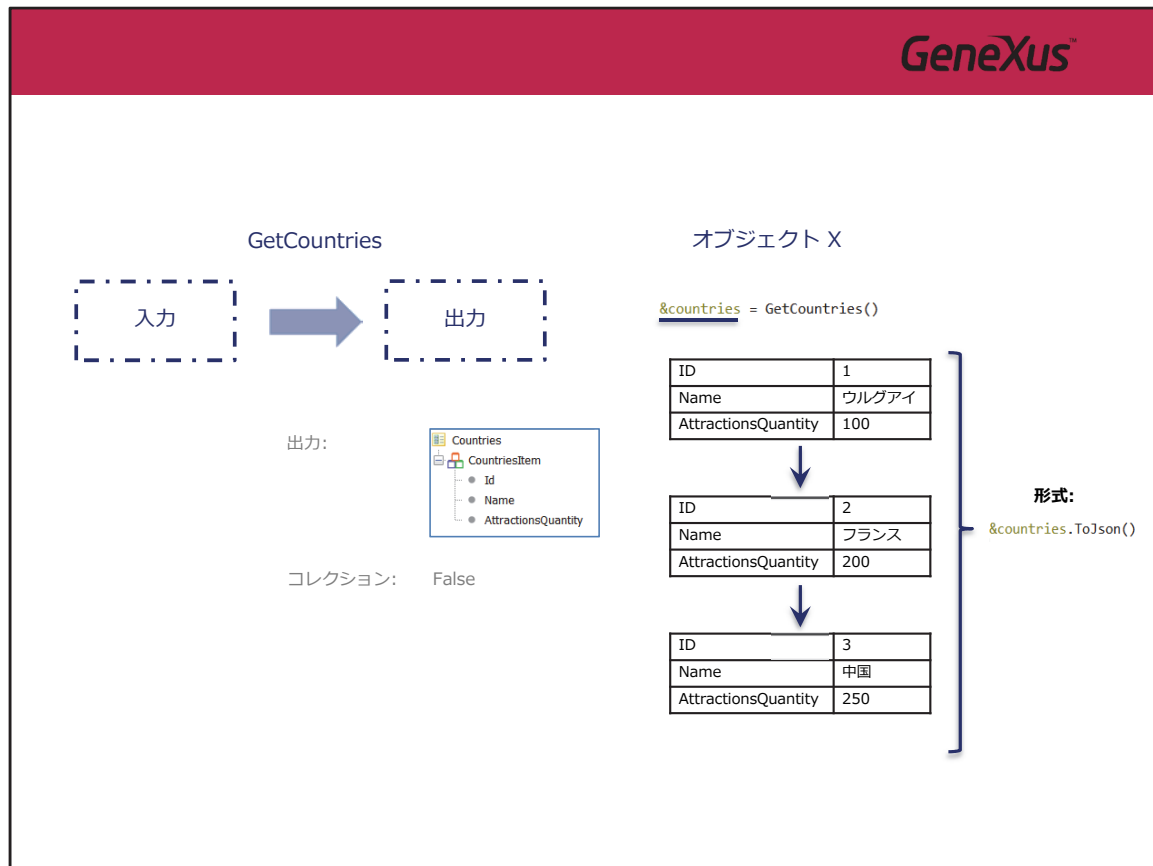 GeneXus™
GetCountries
オブジェクト X
入力
出力
&countries = GetCountries()
出力:
Countries
CountriesItem
Id
Name
AttractionsQuantity
コレクション: False
ID 1
Name ウルグアイ
AttractionsQuantity 100
ID 2
Name フランス
AttractionsQuantity 200
ID 3
Name 中国
AttractionsQuantity 250
形式:
&countries.ToJson()